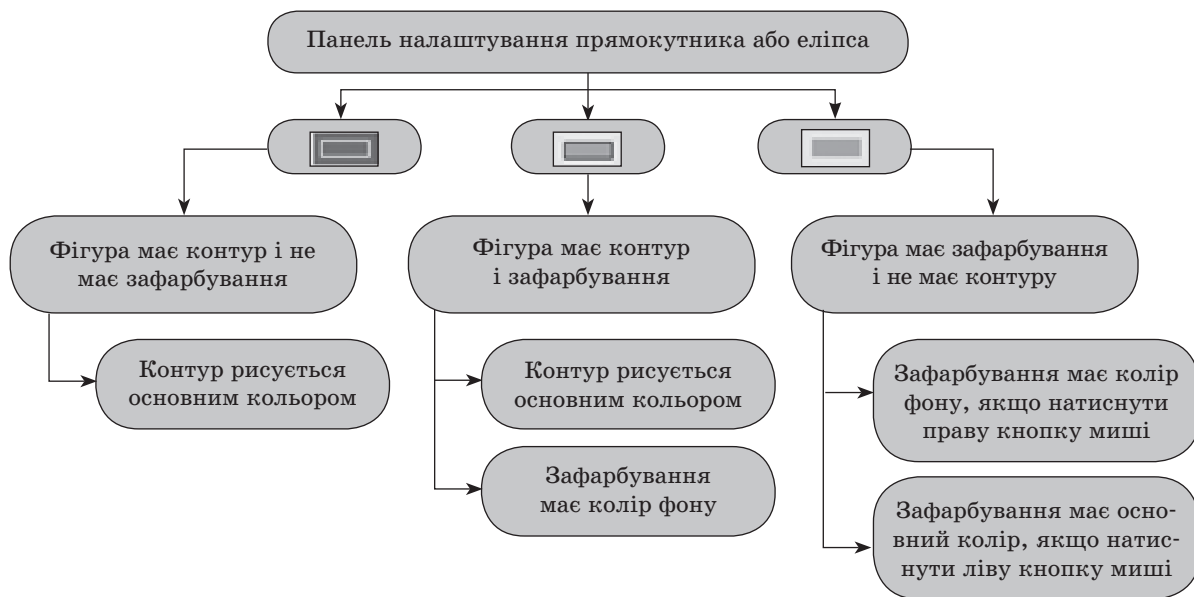 Панель налаштування прямокутника або еліпса
Фігура має контур і не
має зафарбування
Контур рисується
основним кольором
Фігура має контур
і зафарбування
Контур рисується
основним кольором
Зафарбування
має колір фону
Фігура має зафарбування
і не має контуру
Зафарбування має колір
фону, якщо натиснути
праву кнопку миші
Зафарбування має осно-
вний колір, якщо натис-
нути ліву кнопку миші